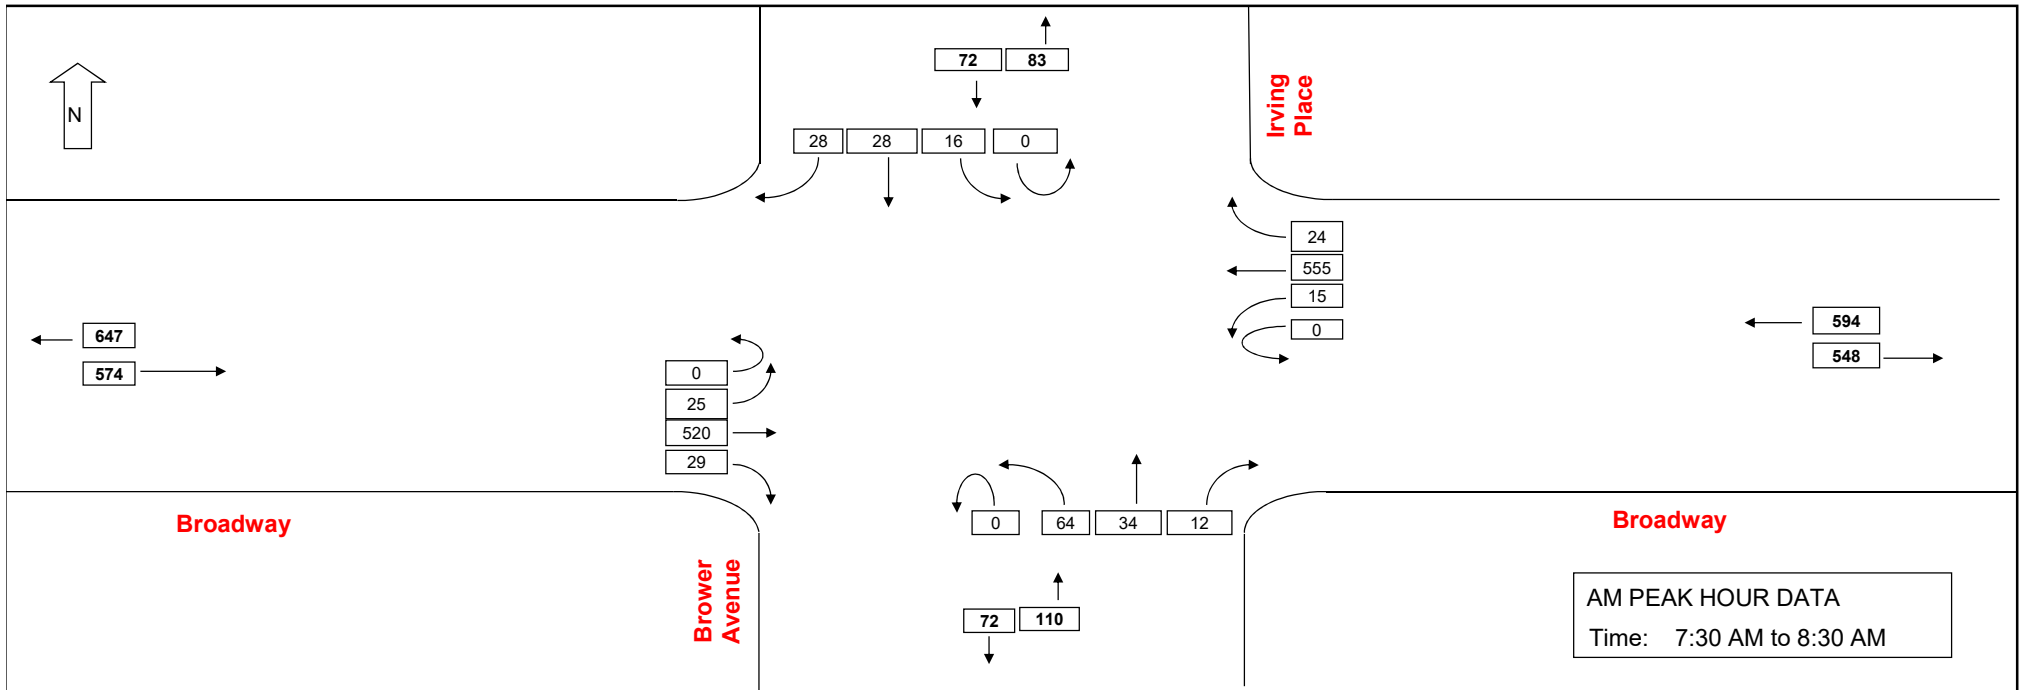 72 83
Irving
Place
N
28 28 16 0
24
555
15
0
647
574
594
548
0
25
520
29
0 64 34 12
Broadway
Broadway
Brower
Avenue
72 110
AM PEAK HOUR DATA
Time: 7:30 AM to 8:30 AM